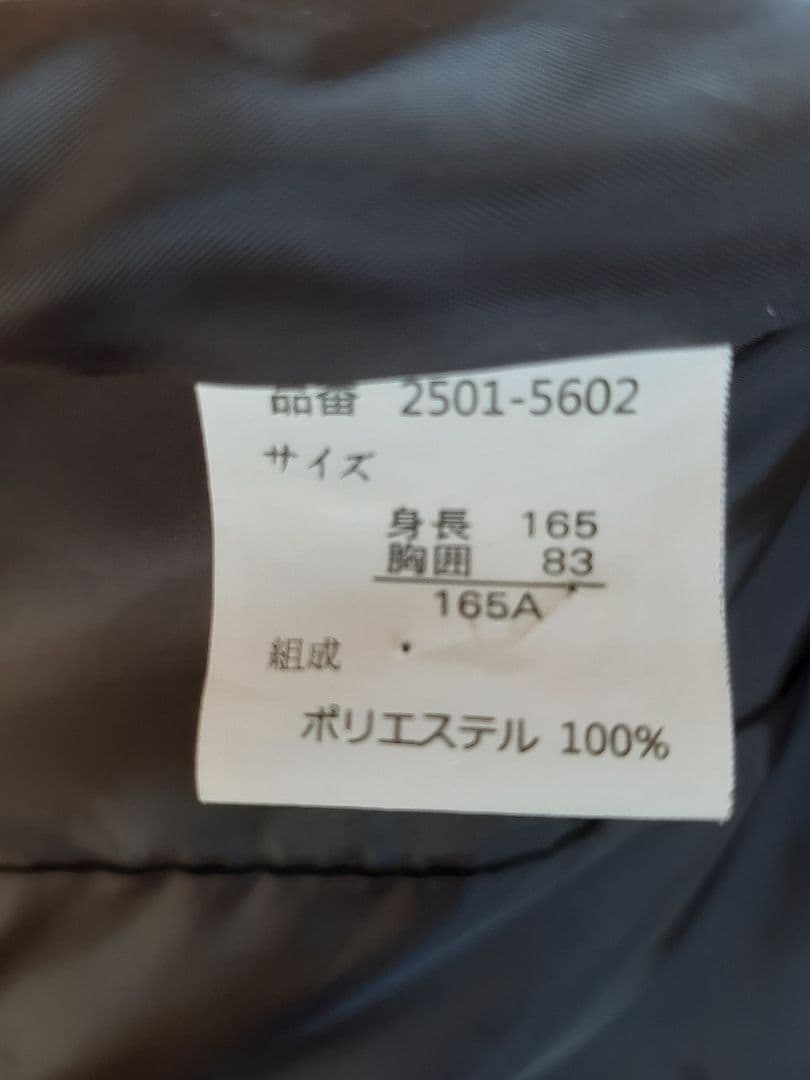 品番 2501-5602
サイズ
身長 165
胸囲 83
165A
組成
ポリエステル 100%